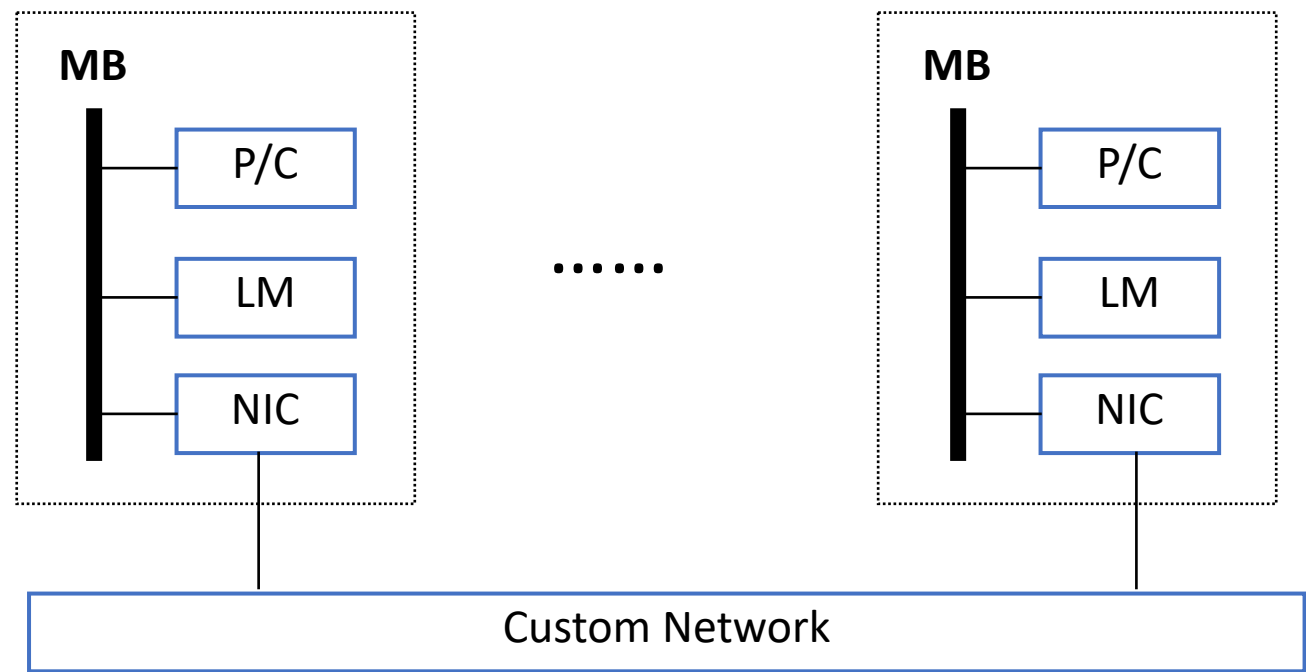 MB
P/C
LM
NIC
......
MB
P/C
LM
NIC
Custom Network